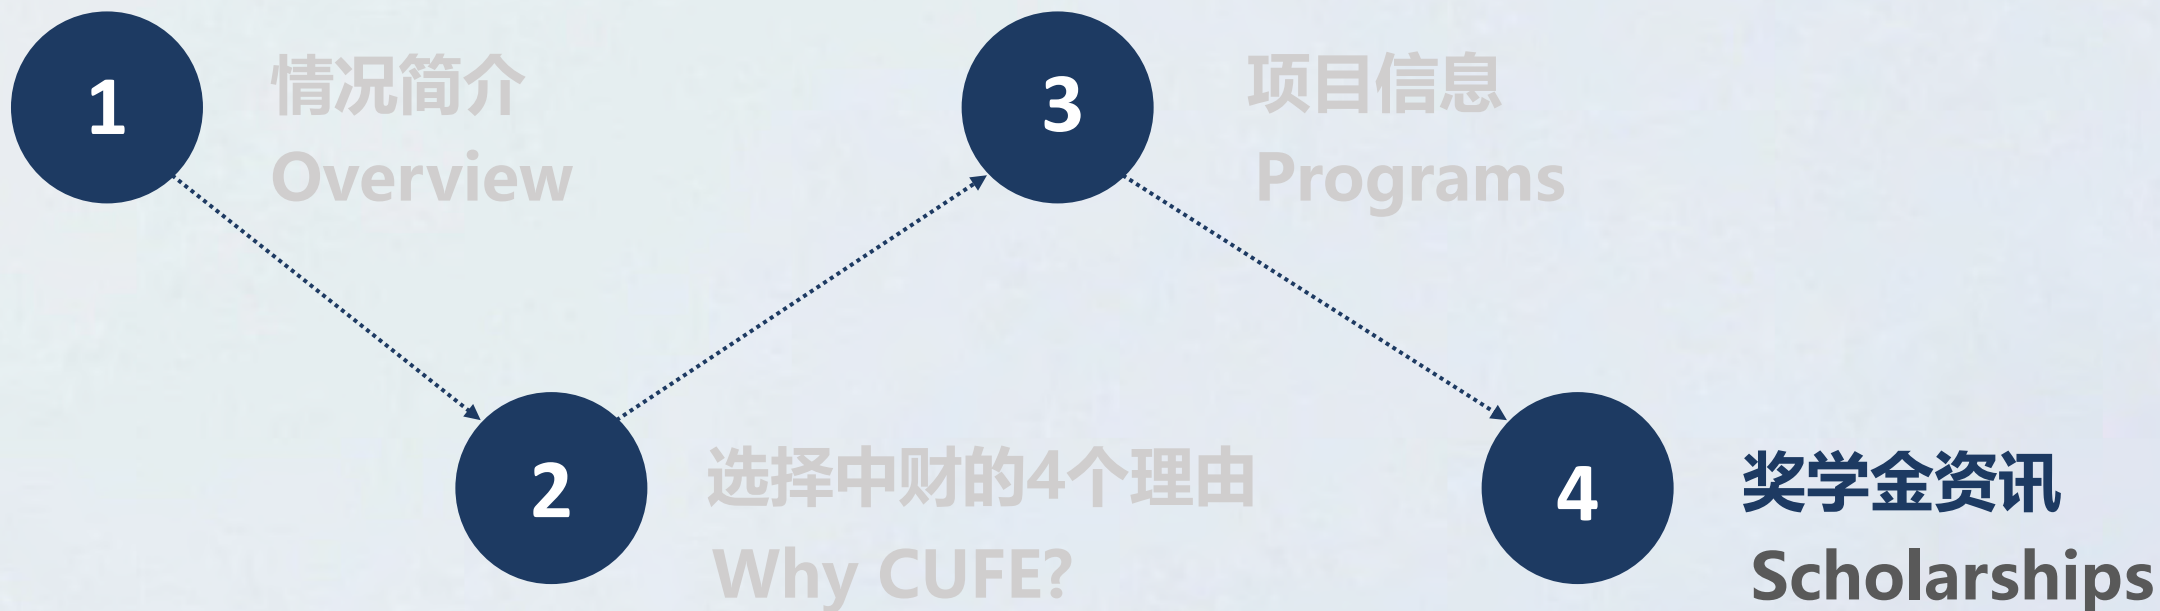 1
情况简介
Overview
2
选择中财的4个理由
Why CUFE?
3
项目信息
Programs
4
奖学金资讯
Scholarships